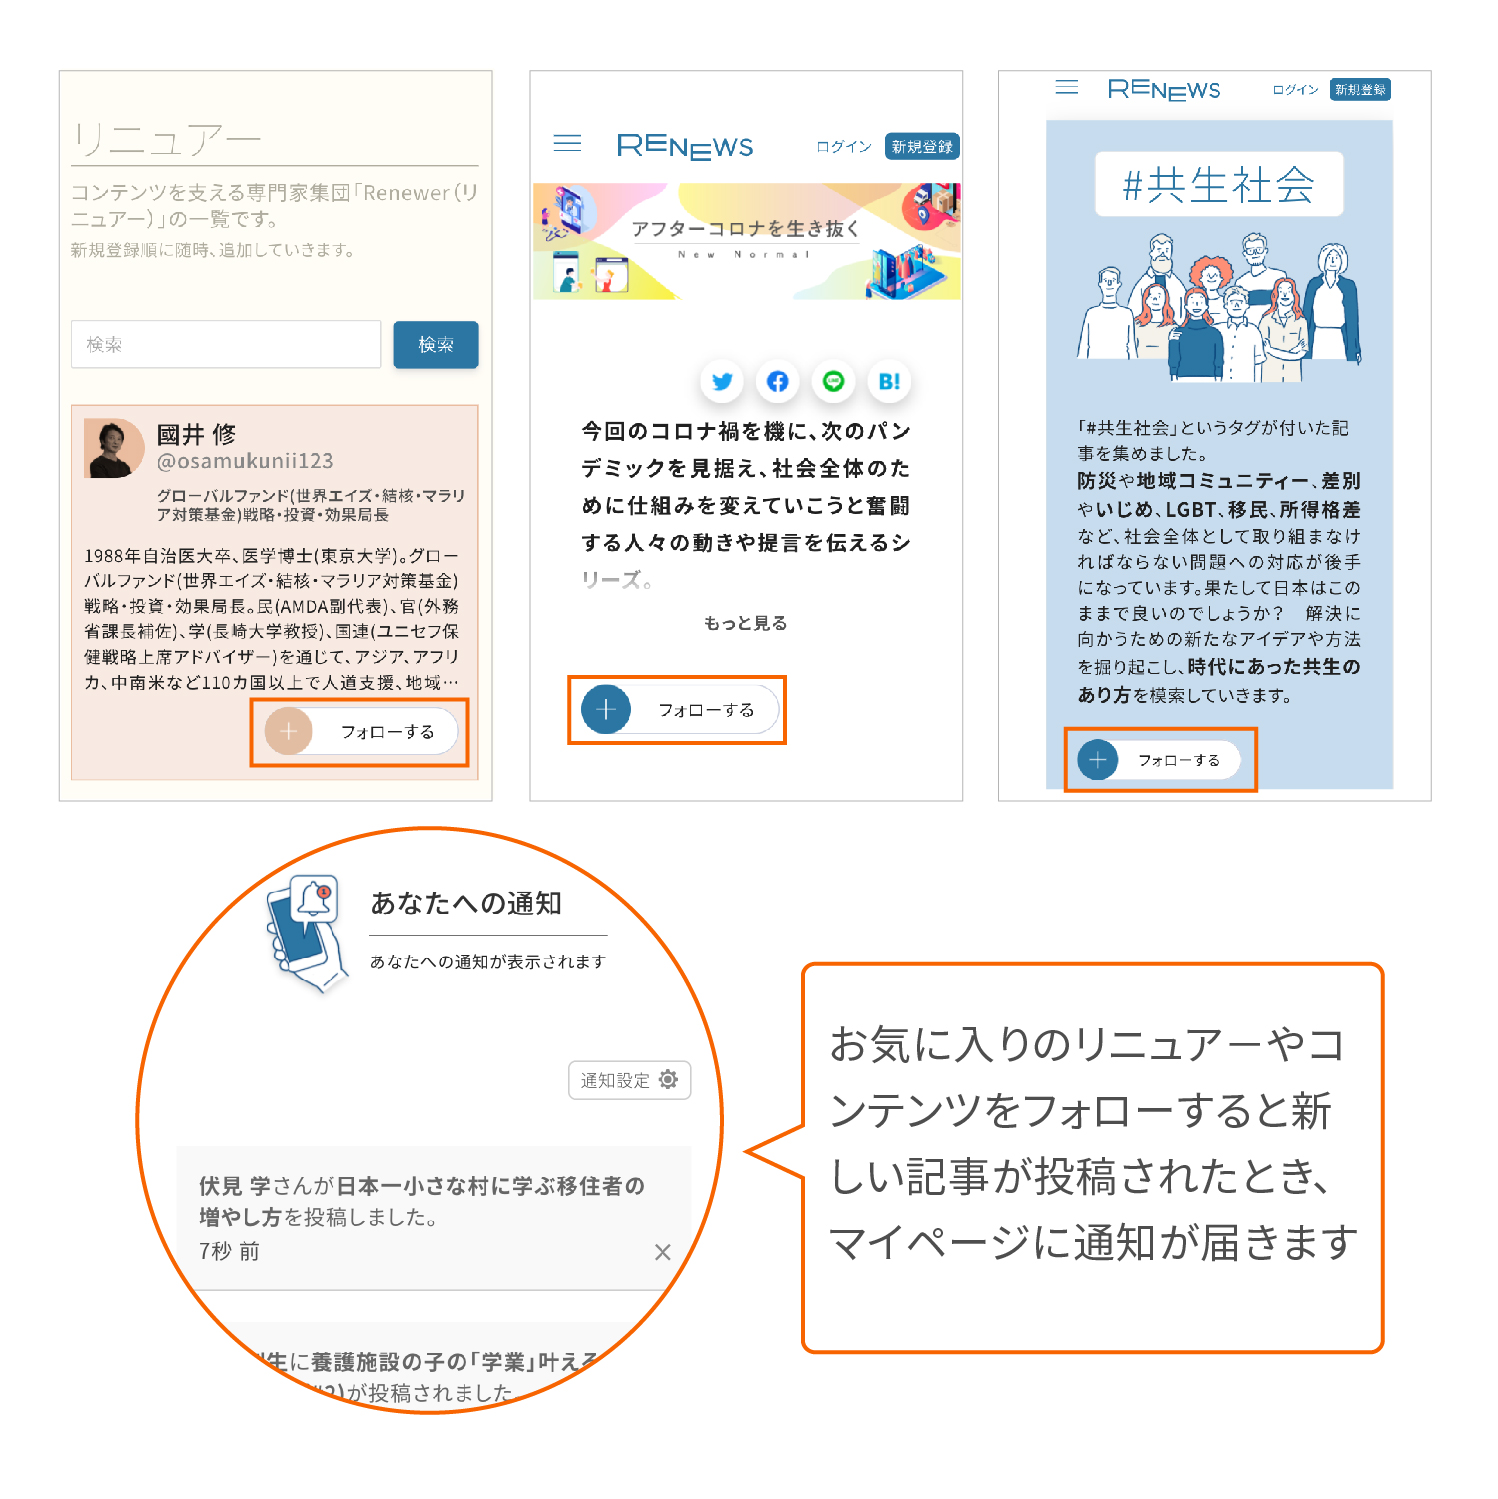 リニュアー
コンテンツを支える専門家集団「Renewer（リ
ニュアー）」の一覧です。
新規登録順に随時、追加していきます。
検索
検索
國井 修
@osamukunii123
グローバルファンド(世界エイズ・結核・マラリ
ア対策基金)戦略・投資・効果局長
1988年自治医大卒、医学博士(東京大学)。グロー
バルファンド(世界エイズ・結核・マラリア対策基金)
戦略・投資・効果局長。民(AMDA副代表)、官(外務
省課長補佐)、学(長崎大学教授)、国連(ユニセフ保
健戦略上席アドバイザー)を通じて、アジア、アフリ
カ、中南米など110カ国以上で人道支援、地域…
フォローする
RENEWS
ログイン
新規登録
アフターコロナを生き抜く
New Normal
B!
今回のコロナ禍を機に、次のパン
デミックを見据え、社会全体のた
めに仕組みを変えていこうと奮闘
する人々の動きや提言を伝えるシ
リーズ。
もっと見る
フォローする
RENEWS
ログイン
新規登録
#共生社会
「#共生社会」というタグが付いた記
事を集めました。
防災や地域コミュニティー、差別
やいじめ、LGBT、移民、所得格差
など、社会全体として取り組まなけ
ればならない問題への対応が後手
になっています。果たして日本はこの
ままで良いのでしょうか？　解決に
向かうための新たなアイデアや方法
を掘り起こし、時代にあった共生の
あり方を模索していきます。
フォローする
あなたへの通知
あなたへの通知が表示されます
通知設定
伏見 学さんが日本一小さな村に学ぶ移住者の
増やし方を投稿しました。
7秒 前
生に養護施設の子の「学業」叶える
#2)が投稿されました。
お気に入りのリニュアーやコ
ンテンツをフォローすると新
しい記事が投稿されたとき、
マイページに通知が届きます